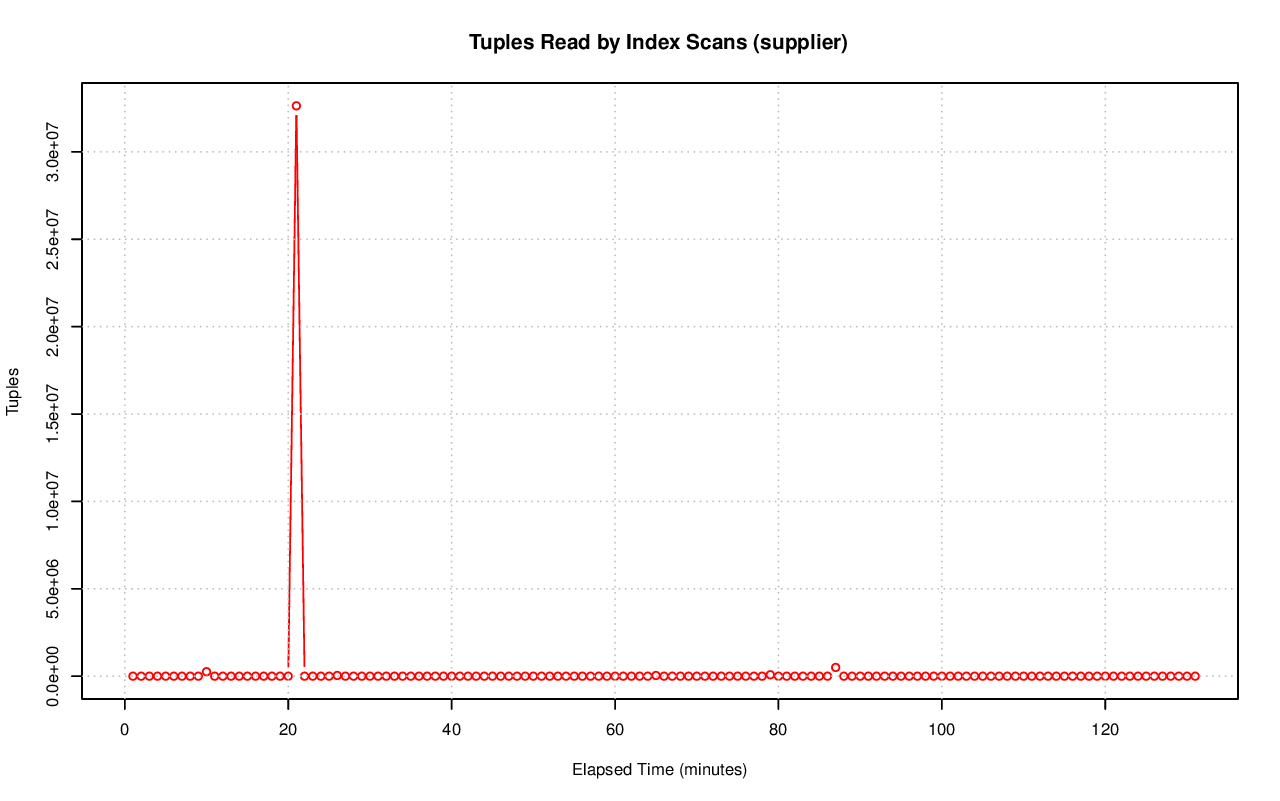 Tuples Read by Index Scans (supplier)
Tuples
3.0e+07
2.5e+07
2.0e+07
1.5e+07
1.0e+07
5.0e+06
0.0e+00
0 20 40 60 80 100 120
Elapsed Time (minutes)